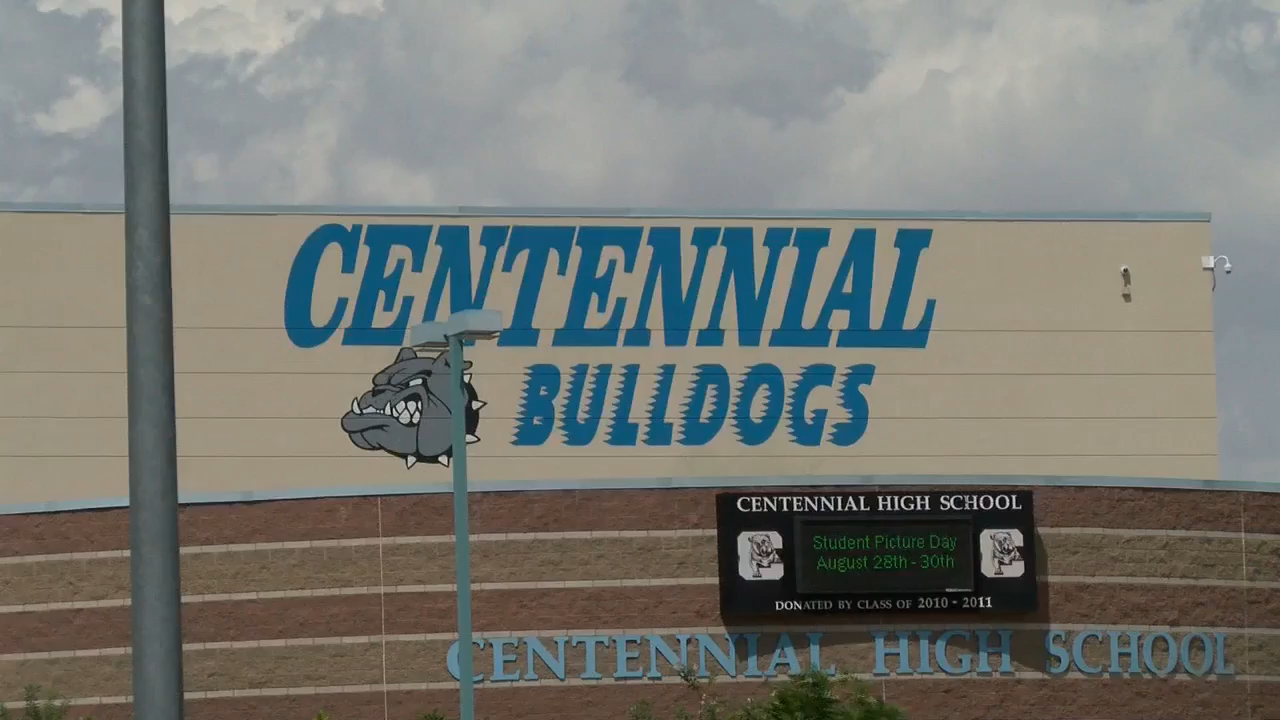 CENTENNIAL
BULLDOGS
CENTENNIAL HIGH SCHOOL
Student Picture Day
August 28th - 30th
DONATED BY CLASS OF 2010 - 2011
CENTENNIAL HIGH SCHOOL